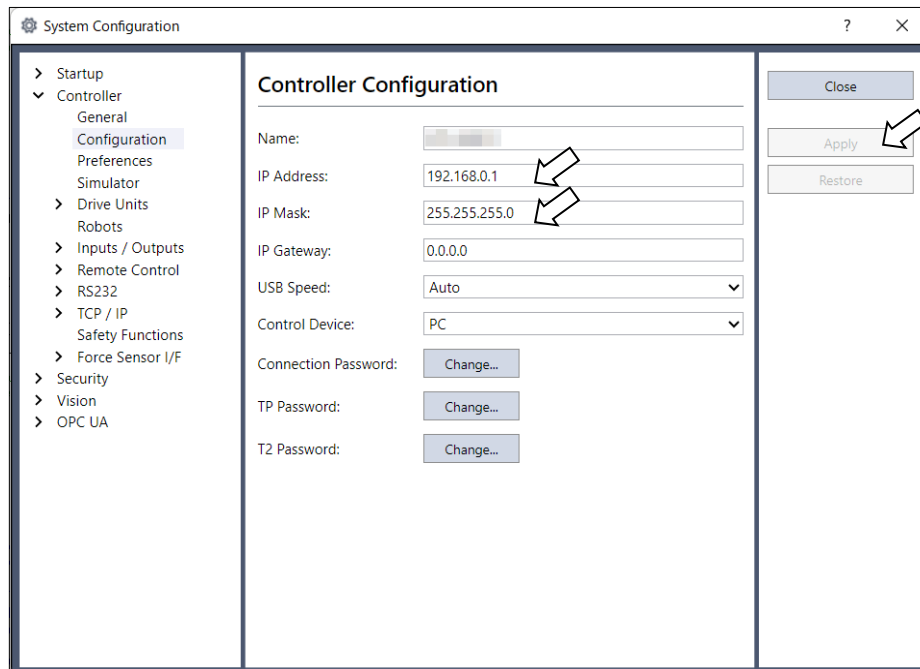 System Configuration
?
Startup
Controller
General
Configuration
Preferences
Simulator
Drive Units
Robots
Inputs / Outputs
Remote Control
RS232
TCP / IP
Safety Functions
Force Sensor I/F
Security
Vision
OPC UA
Controller Configuration
Name:
IP Address: 192.168.0.1
IP Mask: 255.255.255.0
IP Gateway: 0.0.0.0
USB Speed: Auto
Control Device: PC
Connection Password: Change...
TP Password: Change...
T2 Password: Change...
Close
Apply
Restore